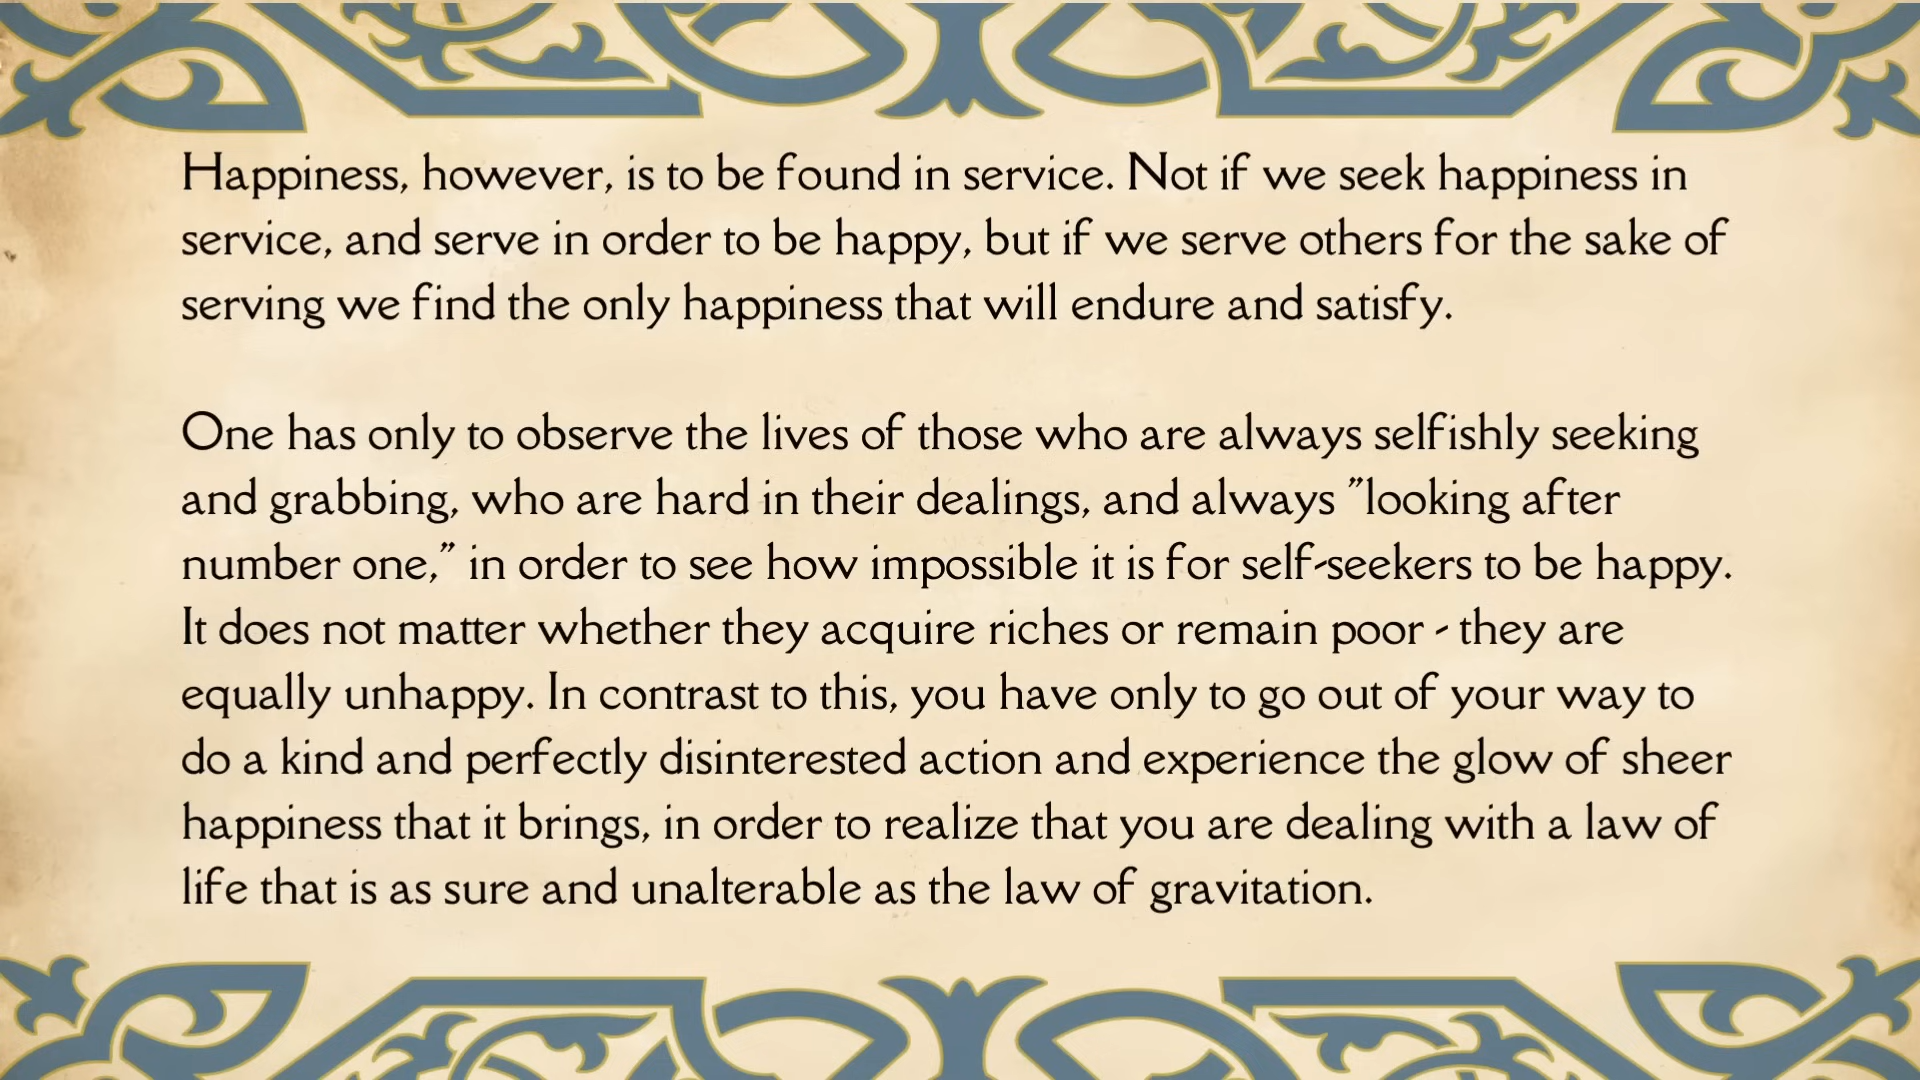 Happiness, however, is to be found in service. Not if we seek happiness in
service, and serve in order to be happy, but if we serve others for the sake of
serving we find the only happiness that will endure and satisfy.
One has only to observe the lives of those who are always selfishly seeking
and grabbing, who are hard in their dealings, and always "looking after
number one," in order to see how impossible it is for self-seekers to be happy.
It does not matter whether they acquire riches or remain poor - they are
equally unhappy. In contrast to this, you have only to go out of your way to
do a kind and perfectly disinterested action and experience the glow of sheer
happiness that it brings, in order to realize that you are dealing with a law of
life that is as sure and unalterable as the law of gravitation.